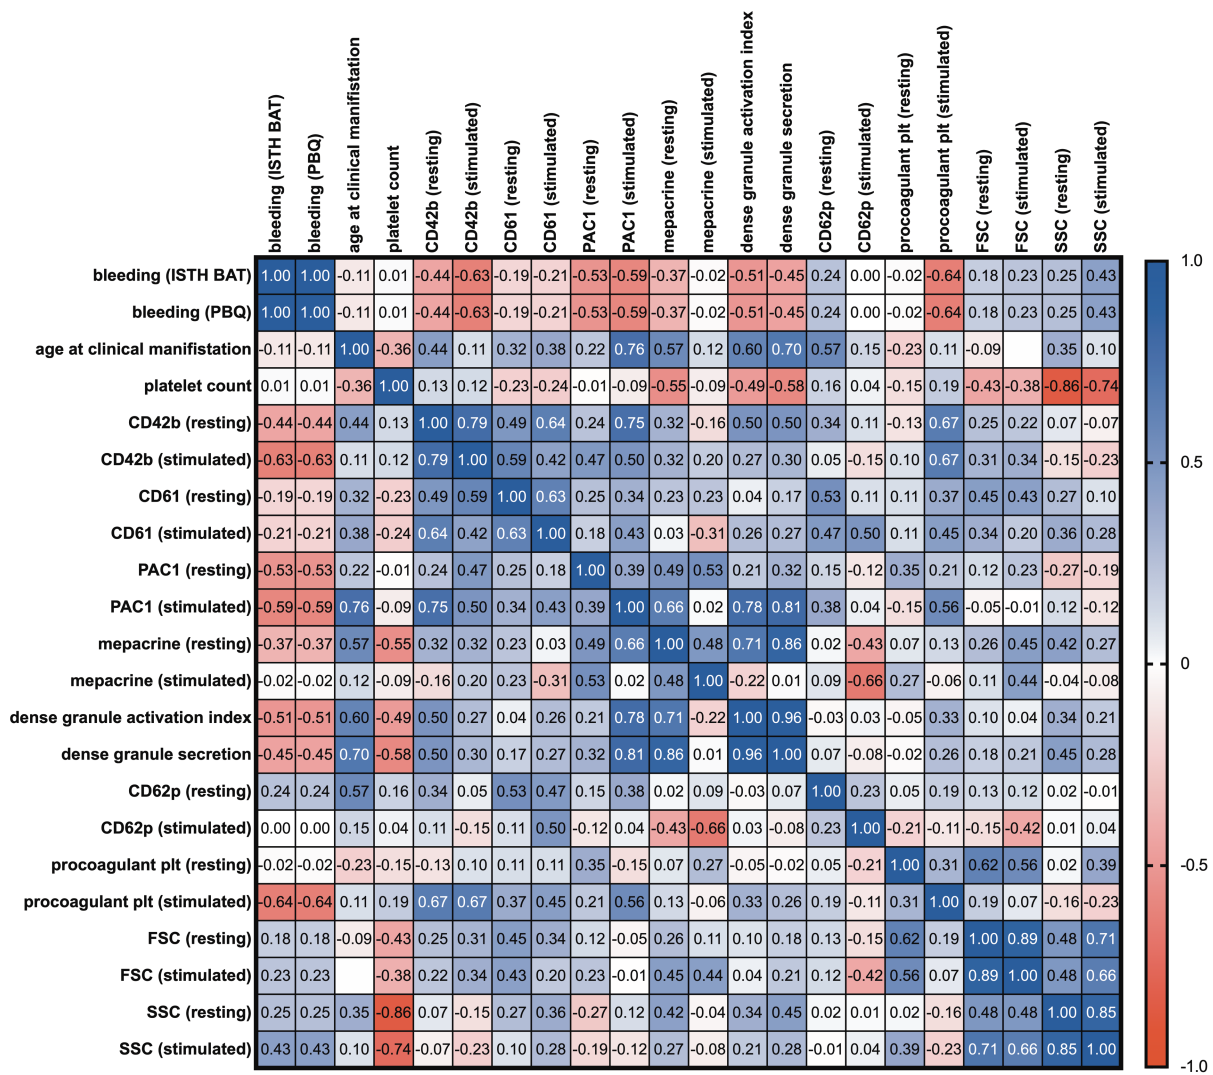 bleeding (ISTH BAT)
bleeding (PBQ)
age at clinical manifistation
platelet count
CD42b (resting)
CD42b (stimulated)
CD61 (resting)
CD61 (stimulated)
PAC1 (resting)
PAC1 (stimulated)
mepacrine (resting)
mepacrine (stimulated)
dense granule activation index
dense granule secretion
CD62p (resting)
CD62p (stimulated)
procoagulant plt (resting)
procoagulant plt (stimulated)
FSC (resting)
FSC (stimulated)
SSC (resting)
SSC (stimulated)
bleeding (ISTH BAT) 1.00 1.00 -0.11 0.01 -0.44 -0.63 -0.19 -0.21 -0.53 -0.59 -0.37 -0.02 -0.51 -0.45 0.24 0.00 -0.02 -0.64 0.18 0.23 0.25 0.43
bleeding (PBQ) 1.00 1.00 -0.11 0.01 -0.44 -0.63 -0.19 -0.21 -0.53 -0.59 -0.37 -0.02 -0.51 -0.45 0.24 0.00 -0.02 -0.64 0.18 0.23 0.25 0.43
age at clinical manifistation -0.11 -0.11 1.00 -0.36 0.44 0.11 0.32 0.38 0.22 0.76 0.57 0.12 0.60 0.70 0.57 0.15 -0.23 0.11 -0.09 0.35 0.10
platelet count 0.01 0.01 -0.36 1.00 0.13 0.12 -0.23 -0.24 -0.01 -0.09 -0.55 -0.09 -0.49 -0.58 0.16 0.04 -0.15 0.19 -0.43 -0.38 -0.86 -0.74
CD42b (resting) -0.44 -0.44 0.44 0.13 1.00 0.79 0.49 0.64 0.24 0.75 0.32 -0.16 0.50 0.50 0.34 0.11 -0.13 0.67 0.25 0.22 0.07 -0.07
CD42b (stimulated) -0.63 -0.63 0.11 0.12 0.79 1.00 0.59 0.42 0.47 0.50 0.32 0.20 0.27 0.30 0.05 -0.15 0.10 0.67 0.31 0.34 -0.15 -0.23
CD61 (resting) -0.19 -0.19 0.32 -0.23 0.49 0.59 1.00 0.63 0.25 0.34 0.23 0.23 0.04 0.17 0.53 0.11 0.11 0.37 0.45 0.43 0.27 0.10
CD61 (stimulated) -0.21 -0.21 0.38 -0.24 0.64 0.42 0.63 1.00 0.18 0.43 0.03 -0.31 0.26 0.27 0.47 0.50 0.11 0.45 0.34 0.20 0.36 0.28
PAC1 (resting) -0.53 -0.53 0.22 -0.01 0.24 0.47 0.25 0.18 1.00 0.39 0.49 0.53 0.21 0.32 0.15 -0.12 0.35 0.21 0.12 0.23 -0.27 -0.19
PAC1 (stimulated) -0.59 -0.59 0.76 -0.09 0.75 0.50 0.34 0.43 0.39 1.00 0.66 0.02 0.78 0.81 0.38 0.04 -0.15 0.56 -0.05 -0.01 0.12 -0.12
mepacrine (resting) -0.37 -0.37 0.57 -0.55 0.32 0.32 0.23 0.03 0.49 0.66 1.00 0.48 0.71 0.86 0.02 -0.43 0.07 0.13 0.26 0.45 0.42 0.27
mepacrine (stimulated) -0.02 -0.02 0.12 -0.09 -0.16 0.20 0.23 -0.31 0.53 0.02 0.48 1.00 -0.22 0.01 0.09 -0.66 0.27 -0.06 0.11 0.44 -0.04 -0.08
dense granule activation index -0.51 -0.51 0.60 -0.49 0.50 0.27 0.04 0.26 0.21 0.78 0.71 -0.22 1.00 0.96 -0.03 0.03 -0.05 0.33 0.10 0.04 0.34 0.21
dense granule secretion -0.45 -0.45 0.70 -0.58 0.50 0.30 0.17 0.27 0.32 0.81 0.86 0.01 0.96 1.00 0.07 -0.08 -0.02 0.26 0.18 0.21 0.45 0.28
CD62p (resting) 0.24 0.24 0.57 0.16 0.34 0.05 0.53 0.47 0.15 0.38 0.02 0.09 -0.03 0.07 1.00 0.23 0.05 0.19 0.13 0.12 0.02 -0.01
CD62p (stimulated) 0.00 0.00 0.15 0.04 0.11 -0.15 0.11 0.50 -0.12 0.04 -0.43 -0.66 0.03 -0.08 0.23 1.00 -0.21 -0.11 -0.15 -0.42 0.01 0.04
procoagulant plt (resting) -0.02 -0.02 -0.23 -0.15 -0.13 0.10 0.11 0.11 0.35 -0.15 0.07 0.27 -0.05 -0.02 0.05 -0.21 1.00 0.31 0.62 0.56 0.02 0.39
procoagulant plt (stimulated) -0.64 -0.64 0.11 0.19 0.67 0.67 0.37 0.45 0.21 0.56 0.13 -0.06 0.33 0.26 0.19 -0.11 0.31 1.00 0.19 0.07 -0.16 -0.23
FSC (resting) 0.18 0.18 -0.09 -0.43 0.25 0.31 0.45 0.34 0.12 -0.05 0.26 0.11 0.10 0.18 0.13 -0.15 0.62 0.19 1.00 0.89 0.48 0.71
FSC (stimulated) 0.23 0.23 -0.38 0.22 0.34 0.43 0.20 0.23 -0.01 0.45 0.44 0.04 0.21 0.12 -0.42 0.56 0.07 0.89 1.00 0.48 0.66
SSC (resting) 0.25 0.25 0.35 -0.86 0.07 -0.15 0.27 0.36 -0.27 0.12 0.42 -0.04 0.34 0.45 0.02 0.01 0.02 -0.16 0.48 0.48 1.00 0.85
SSC (stimulated) 0.43 0.43 0.10 -0.74 -0.07 -0.23 0.10 0.28 -0.19 -0.12 0.27 -0.08 0.21 0.28 -0.01 0.04 0.39 -0.23 0.71 0.66 0.85 1.00
1.0
0.5
0
-0.5
-1.0